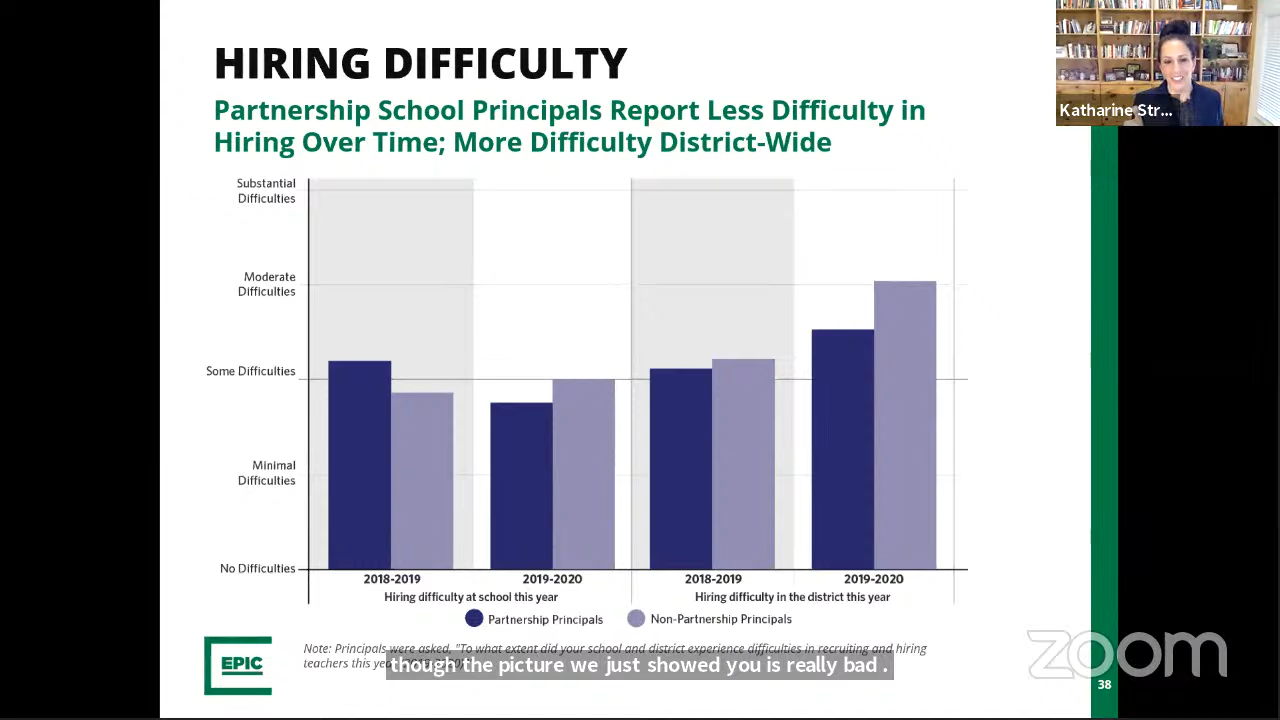 HIRING DIFFICULTY
Partnership School Principals Report Less Difficulty in
Hiring Over Time; More Difficulty District-Wide
Katharine Str...
Substantial
Difficulties
Moderate
Difficulties
Some Difficulties
Minimal
Difficulties
No Difficulties
2018-2019
2019-2020
2018-2019
2019-2020
Hiring difficulty at school this year
Hiring difficulty in the district this year
Partnership Principals
Non-Partnership Principals
Note: Principals were asked, "To what extent did your school and district experience difficulties in recruiting and hiring
teachers this year
though the picture we just showed you is really bad .
EPIC
zoom
38